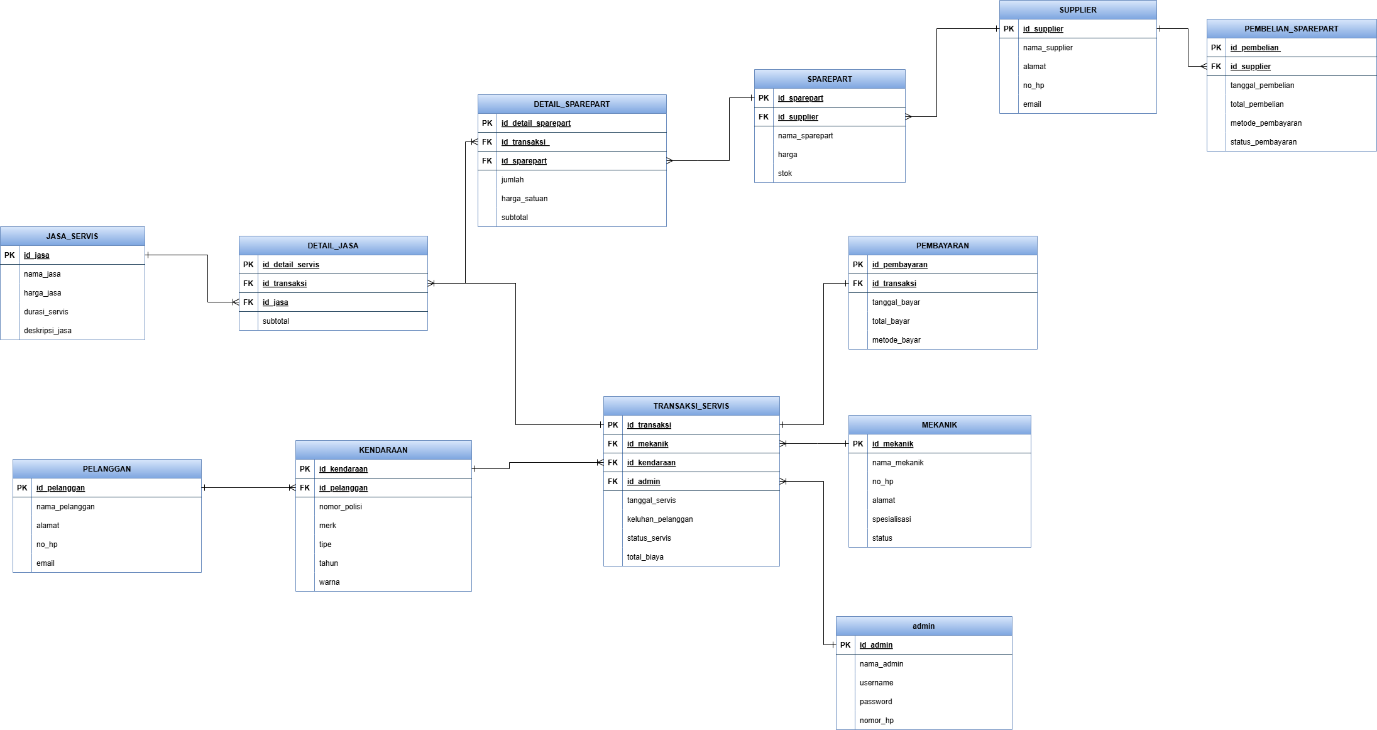 SUPPLIER
PK id_supplier
nama_supplier
alamat
no_hp
email
PEMBELIAN_SPAREPART
PK id_pembelian
FK id_supplier
tanggal_pembelian
total_pembelian
metode_pembayaran
status_pembayaran
SPAREPART
PK id_sparepart
FK id_supplier
nama_sparepart
harga
stok
DETAIL_SPAREPART
PK id_detail_sparepart
FK id_transaksi
FK id_sparepart
jumlah
harga_satuan
subtotal
JASA_SERVIS
PK id_jasa
nama_jasa
harga_jasa
durasi_servis
deskripsi_jasa
DETAIL_JASA
PK id_detail_servis
FK id_transaksi
FK id_jasa
subtotal
PEMBAYARAN
PK id_pembayaran
FK id_transaksi
tanggal_bayar
total_bayar
metode_bayar
TRANSAKSI_SERVIS
PK id_transaksi
FK id_mekanik
FK id_kendaraan
FK id_admin
tanggal_servis
keluhan_pelanggan
status_servis
total_biaya
MEKANIK
PK id_mekanik
nama_mekanik
no_hp
alamat
spesialisasi
status
KENDARAAN
PK id_kendaraan
FK id_pelanggan
nomor_polisi
merk
tipe
tahun
warna
PELANGGAN
PK id_pelanggan
nama_pelanggan
alamat
no_hp
email
admin
PK id_admin
nama_admin
username
password
nomor_hp